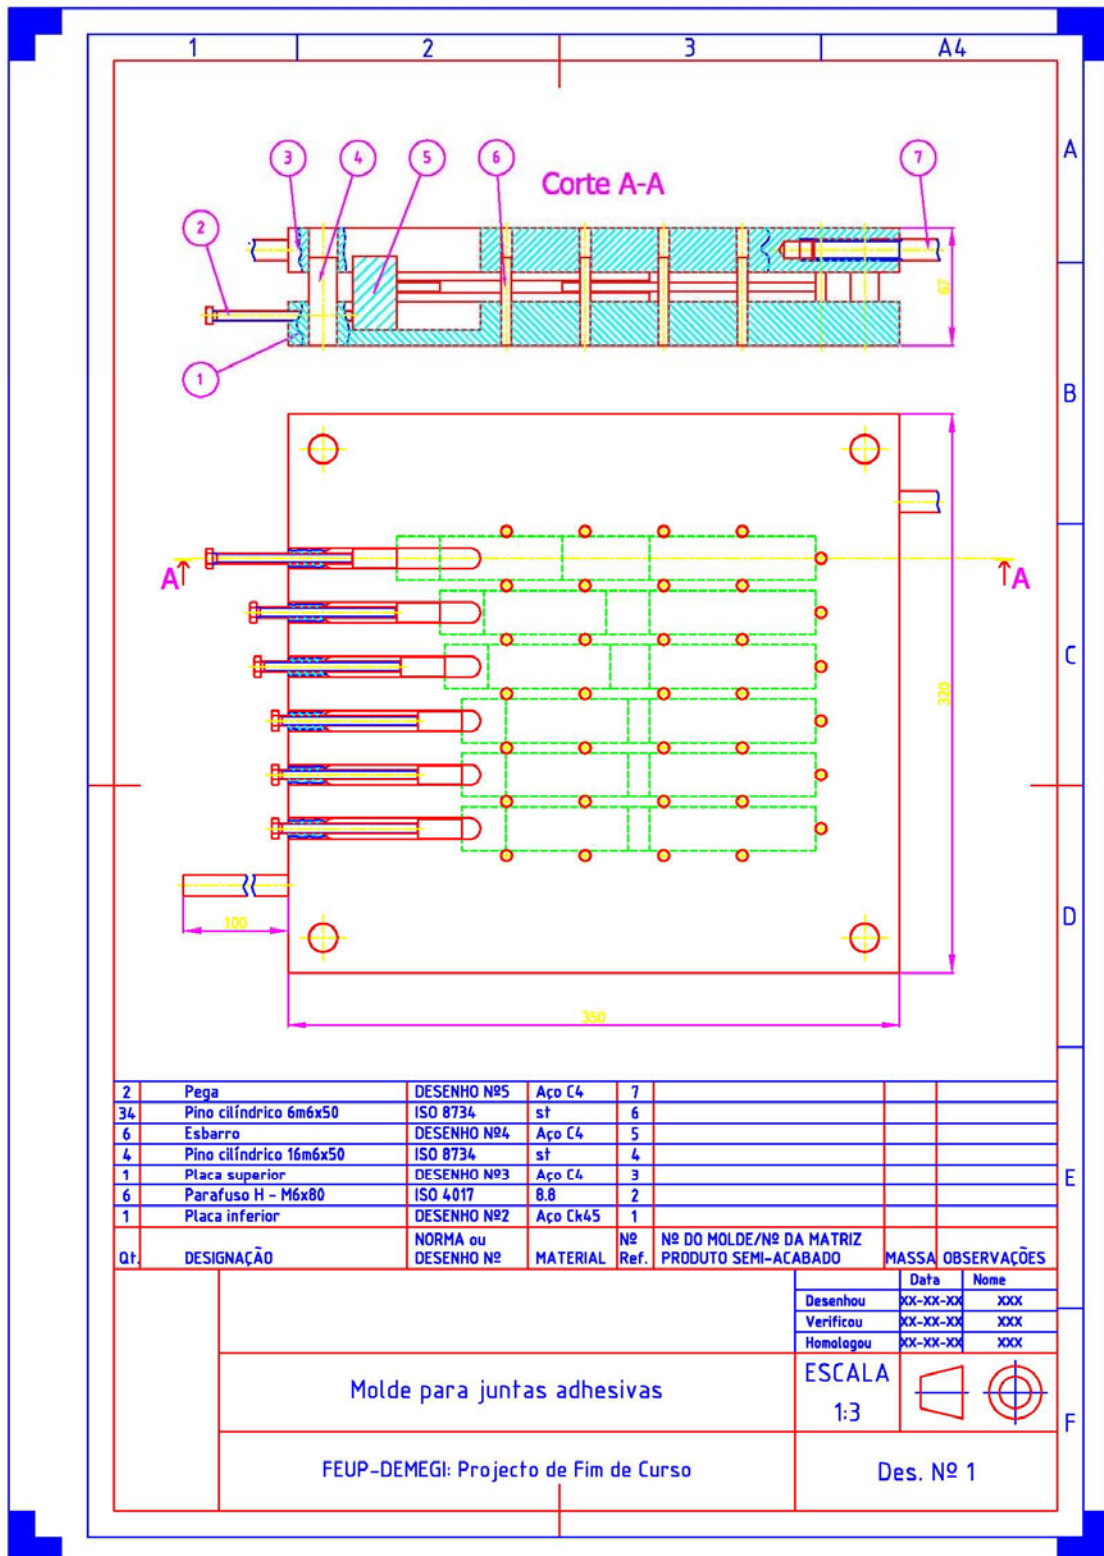 1 2 3 A4
A
B
C
D
E
F
3 4 5 6 7
Corte A-A
2
67
1
A A
320
100
350
2 Pega DESENHO Nº5 Aço C4 7
34 Pino cilíndrico 6m6x50 ISO 8734 st 6
6 Esbarro DESENHO Nº4 Aço C4 5
4 Pino cilíndrico 16m6x50 ISO 8734 st 4
1 Placa superior DESENHO Nº3 Aço C4 3
6 Parafuso H - M6x80 ISO 4017 8.8 2
1 Placa inferior DESENHO Nº2 Aço Ck45 1
Qt. DESIGNAÇÃO NORMA ou DESENHO Nº MATERIAL Nº Ref. Nº DO MOLDE/Nº DA MATRIZ PRODUTO SEMI-ACABADO MASSA OBSERVAÇÕES
Data Nome
Desenhou XX-XX-XX XXX
Verificou XX-XX-XX XXX
Homologou XX-XX-XX XXX
Molde para juntas adhesivas
ESCALA
1:3
FEUP-DEMEGI: Projecto de Fim de Curso
Des. Nº 1